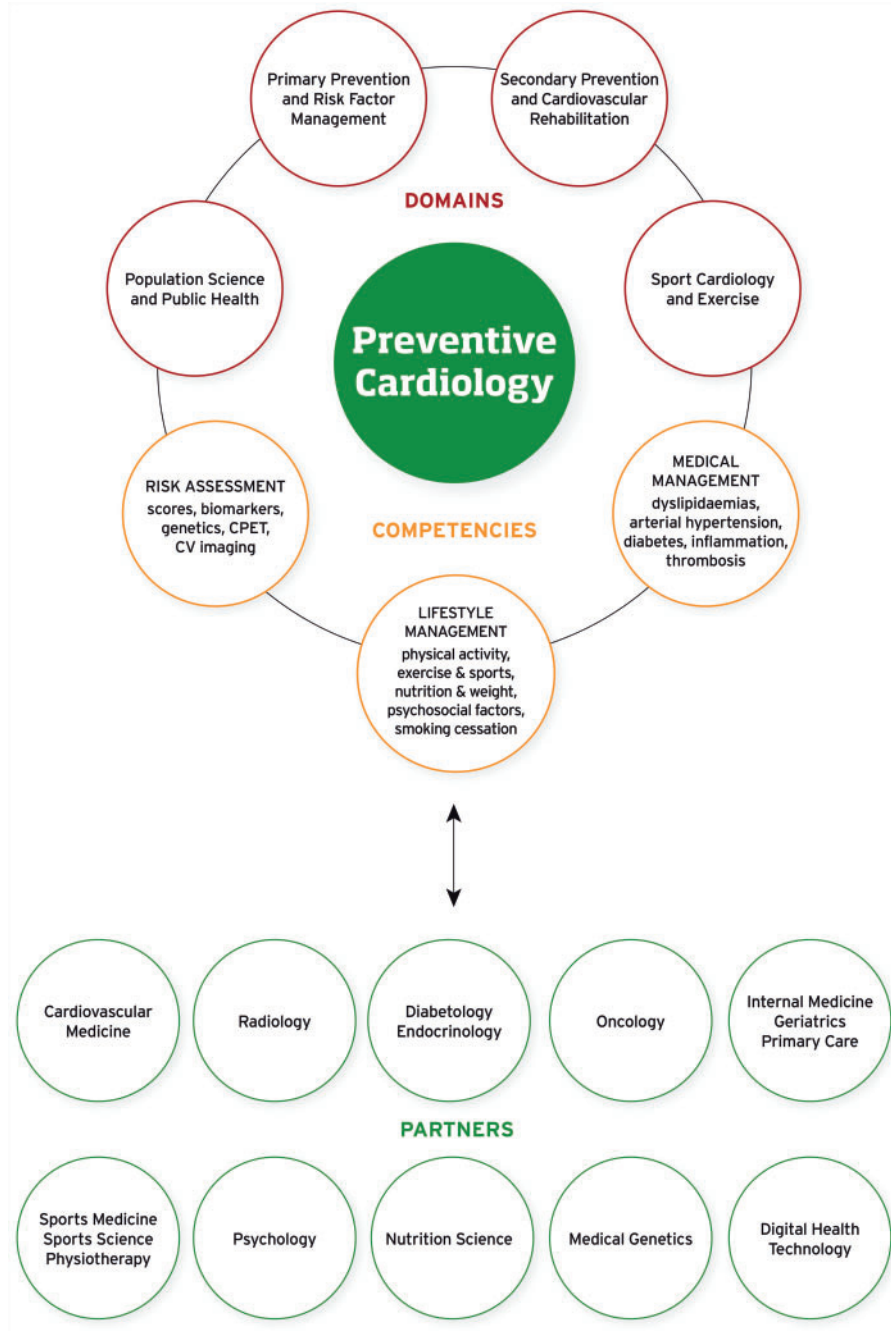 Primary Prevention
and Risk Factor
Management
Secondary Prevention
and Cardiovascular
Rehabilitation
DOMAINS
Population Science
and Public Health
Sport Cardiology
and Exercise
Preventive
Cardiology
RISK ASSESSMENT
scores, biomarkers,
genetics, CPET,
CV imaging
COMPETENCIES
MEDICAL
MANAGEMENT
dyslipidaemias,
arterial hypertension,
diabetes, inflammation,
thrombosis
LIFESTYLE
MANAGEMENT
physical activity,
exercise & sports,
nutrition & weight,
psychosocial factors,
smoking cessation
Cardiovascular
Medicine
Radiology
Diabetology
Endocrinology
Oncology
Internal Medicine
Geriatrics
Primary Care
PARTNERS
Sports Medicine
Sports Science
Physiotherapy
Psychology
Nutrition Science
Medical Genetics
Digital Health
Technology